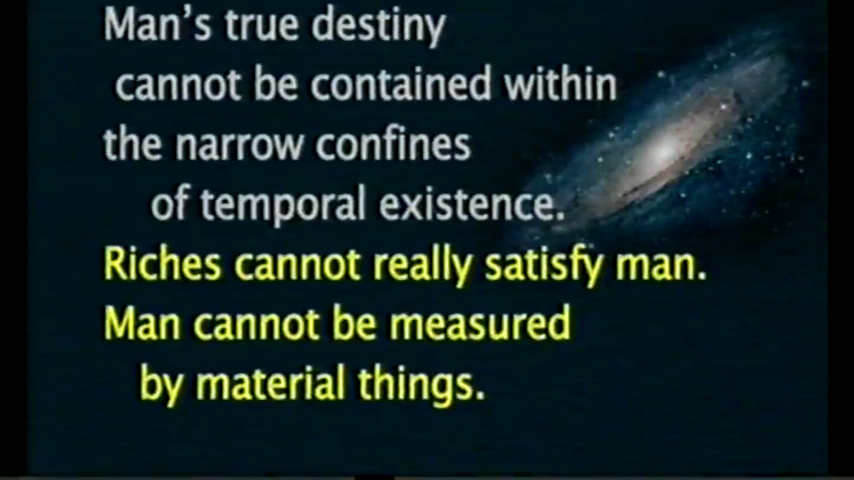 Man's true destiny
cannot be contained within
the narrow confines
of temporal existence.
Riches cannot really satisfy man.
Man cannot be measured
by material things.